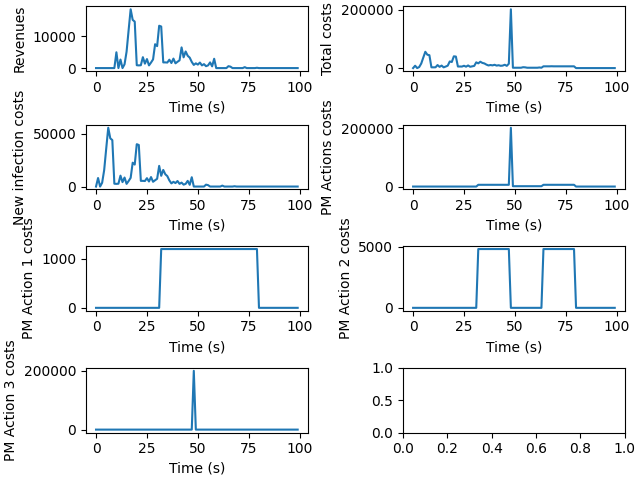 Revenues
10000
0
0 25 50 75 100
Time (s)
Total costs
200000
0
0 25 50 75 100
Time (s)
New infection costs
50000
0
0 25 50 75 100
Time (s)
PM Actions costs
200000
0
0 25 50 75 100
Time (s)
PM Action 1 costs
1000
0
0 25 50 75 100
Time (s)
PM Action 2 costs
5000
0
0 25 50 75 100
Time (s)
PM Action 3 costs
200000
0
0 25 50 75 100
Time (s)
1.0
0.5
0.0
0.0 0.2 0.4 0.6 0.8 1.0